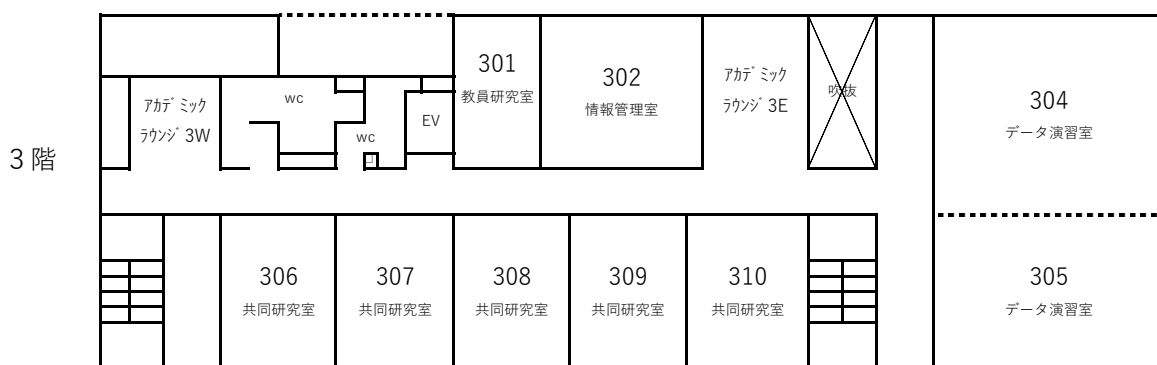 3階
アカデミック
ラウンジ3W
wc
wc
EV
301
教員研究室
302
情報管理室
アカデミック
ラウンジ3E
吹抜
304
データ演習室
306
共同研究室
307
共同研究室
308
共同研究室
309
共同研究室
310
共同研究室
305
データ演習室